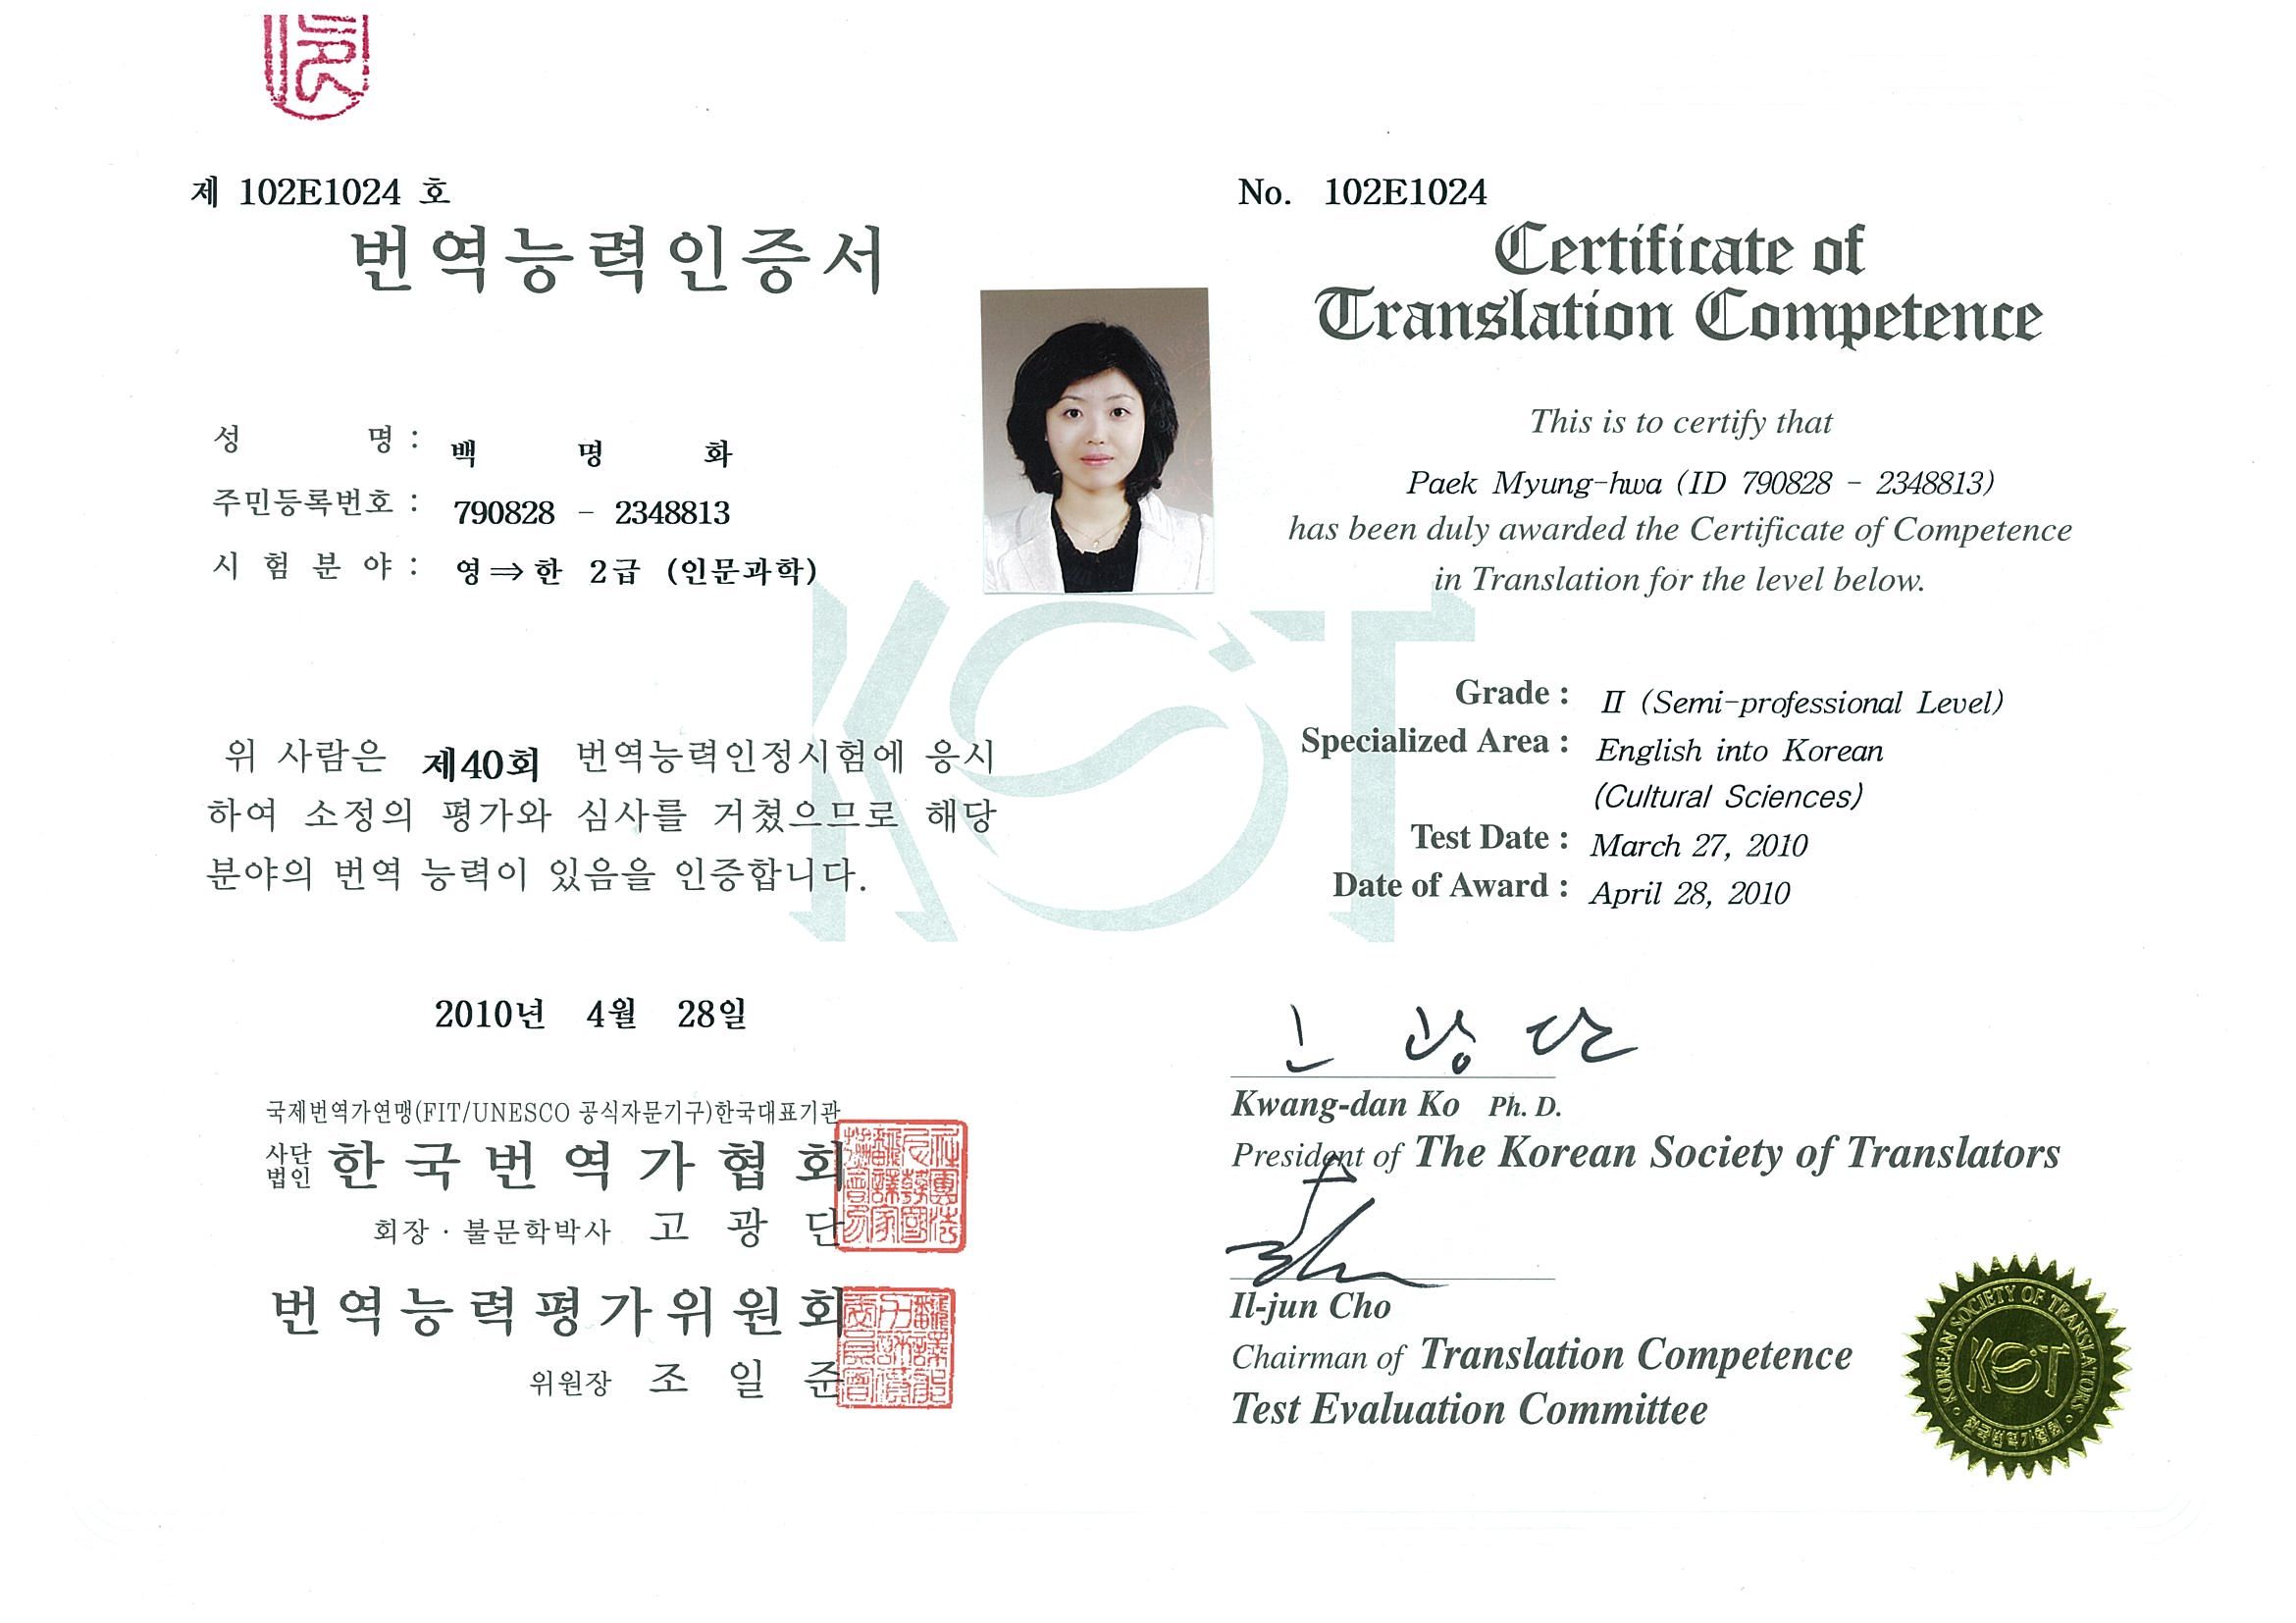 제 102E1024 호
번역능력인증서
성 명 : 백 명 화
주민등록번호 : 790828 - 2348813
시 험 분 야 : 영⇒한 2급 (인문과학)
위 사람은 제40회 번역능력인정시험에 응시
하여 소정의 평가와 심사를 거쳤으므로 해당
분야의 번역 능력이 있음을 인증합니다.
2010년 4월 28일
국제번역가연맹(FIT/UNESCO 공식자문기구)한국대표기관
사단법인 한국번역가협회
회장 · 불문학박사 고 광 단
번역능력평가위원회
위원장 조 일 준
No. 102E1024
Certificate of
Translation Competence
This is to certify that
Paek Myung-hwa (ID 790828 - 2348813)
has been duly awarded the Certificate of Competence
in Translation for the level below.
Grade : II (Semi-professional Level)
Specialized Area : English into Korean
(Cultural Sciences)
Test Date : March 27, 2010
Date of Award : April 28, 2010
Kwang-dan Ko Ph. D.
President of The Korean Society of Translators
Il-jun Cho
Chairman of Translation Competence
Test Evaluation Committee
KOREAN SOCIETY OF TRANSLATORS
KST
한국번역가협회
KST